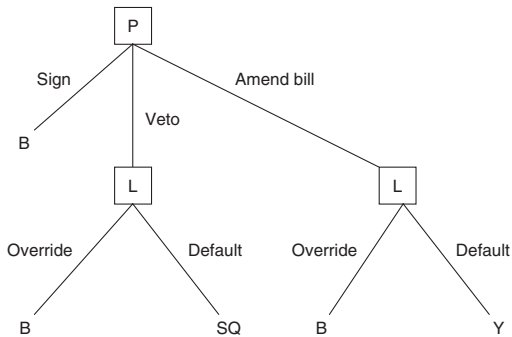 P
Sign
Amend bill
Veto
B
L
L
Override
Default
Override
Default
B
SQ
B
Y